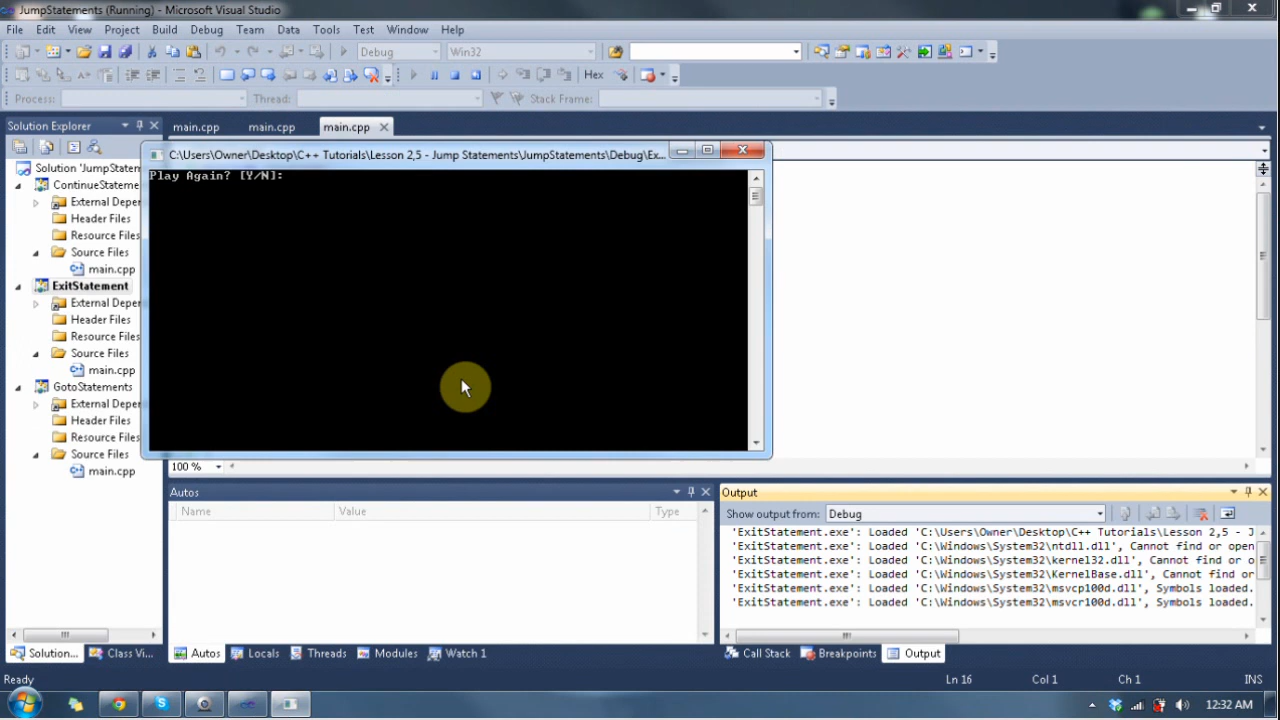 JumpStatements (Running) - Microsoft Visual Studio
File Edit View Project Build Debug Team Data Tools Test Window Help
Debug Win32
Hex
Process: Thread: Stack Frame:
Solution Explorer
main.cpp main.cpp main.cpp
C:\Users\Owner\Desktop\C++ Tutorials\Lesson 2,5 - Jump Statements\JumpStatements\Debug\Ex...
Play Again? [Y/N]:
Solution 'JumpStatem
ContinueStateme
External Depe
Header Files
Resource Files
Source Files
main.cpp
ExitStatement
External Depe
Header Files
Resource Files
Source Files
main.cpp
GotoStatements
External Depe
Header Files
Resource Files
Source Files
main.cpp
100 %
Autos
Name Value Type
Output
Show output from: Debug
'ExitStatement.exe': Loaded 'C:\Users\Owner\Desktop\C++ Tutorials\Lesson 2,5 - J
'ExitStatement.exe': Loaded 'C:\Windows\System32\ntdll.dll', Cannot find or open
'ExitStatement.exe': Loaded 'C:\Windows\System32\kernel32.dll', Cannot find or o
'ExitStatement.exe': Loaded 'C:\Windows\System32\KernelBase.dll', Cannot find or
'ExitStatement.exe': Loaded 'C:\Windows\System32\msvcp100d.dll', Symbols loaded.
'ExitStatement.exe': Loaded 'C:\Windows\System32\msvcr100d.dll', Symbols loaded.
Solution... Class Vi...
Autos Locals Threads Modules Watch 1
Call Stack Breakpoints Output
Ready Ln 16 Col 1 Ch 1 INS
12:32 AM